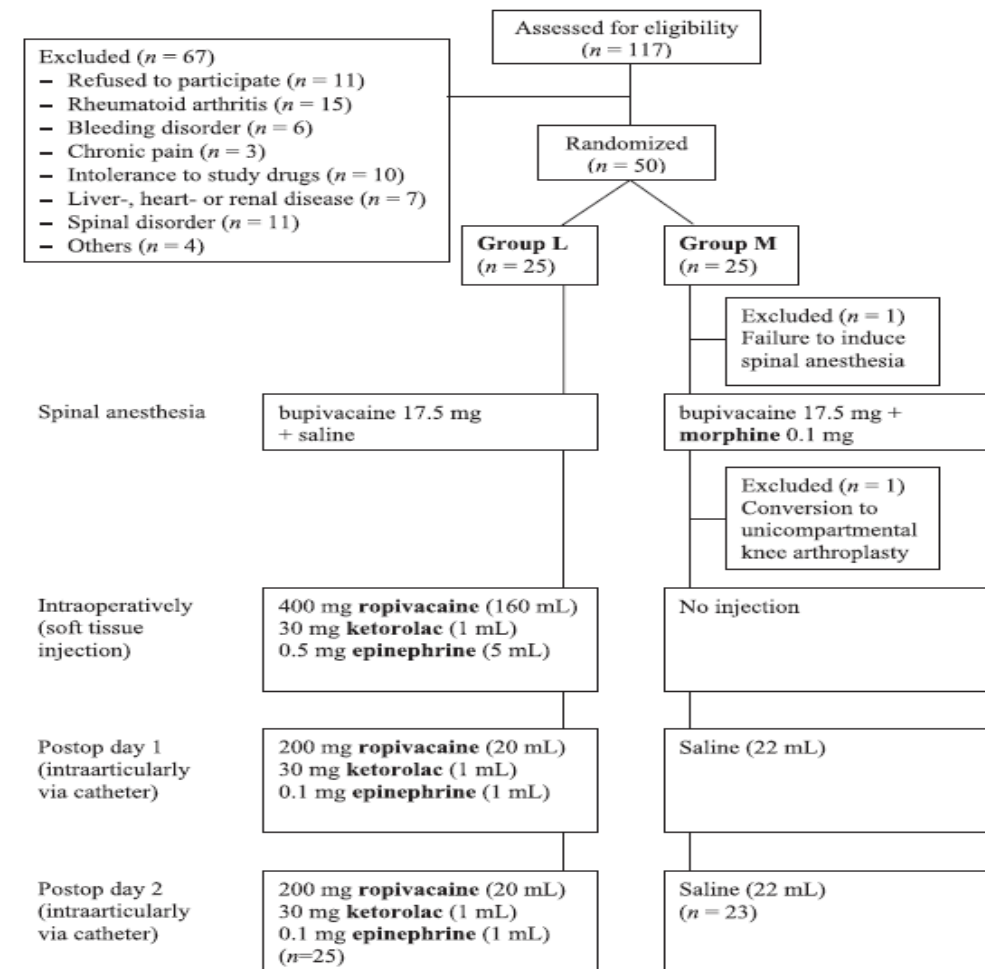 Assessed for eligibility
(n = 117)
Excluded (n = 67)
– Refused to participate (n = 11)
– Rheumatoid arthritis (n = 15)
– Bleeding disorder (n = 6)
– Chronic pain (n = 3)
– Intolerance to study drugs (n = 10)
– Liver-, heart- or renal disease (n = 7)
– Spinal disorder (n = 11)
– Others (n = 4)
Randomized
(n = 50)
Group L
(n = 25)
Group M
(n = 25)
Excluded (n = 1)
Failure to induce
spinal anesthesia
Spinal anesthesia
bupivacaine 17.5 mg
+ saline
bupivacaine 17.5 mg +
morphine 0.1 mg
Excluded (n = 1)
Conversion to
unicompartmental
knee arthroplasty
Intraoperatively
(soft tissue
injection)
400 mg ropivacaine (160 mL)
30 mg ketorolac (1 mL)
0.5 mg epinephrine (5 mL)
No injection
Postop day 1
(intraarticularly
via catheter)
200 mg ropivacaine (20 mL)
30 mg ketorolac (1 mL)
0.1 mg epinephrine (1 mL)
Saline (22 mL)
Postop day 2
(intraarticularly
via catheter)
200 mg ropivacaine (20 mL)
30 mg ketorolac (1 mL)
0.1 mg epinephrine (1 mL)
(n=25)
Saline (22 mL)
(n = 23)